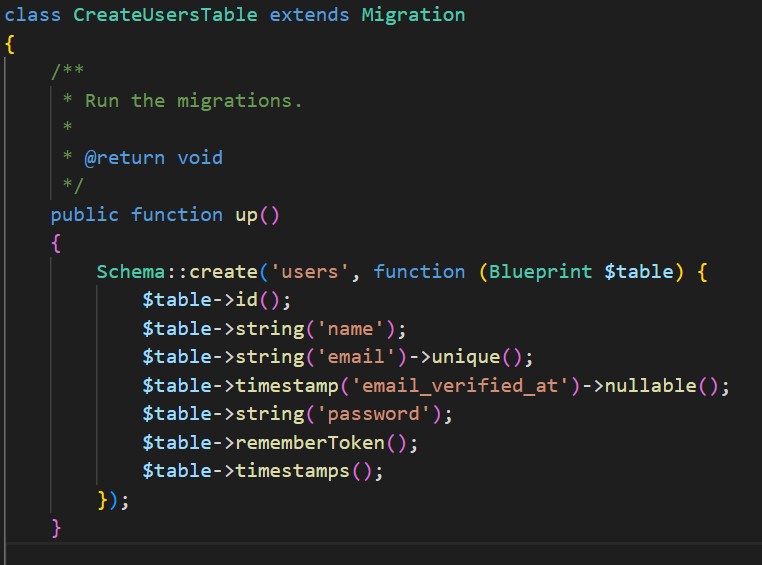 class CreateUsersTable extends Migration
{
    /**
     * Run the migrations.
     *
     * @return void
     */
    public function up()
    {
        Schema::create('users', function (Blueprint $table) {
            $table->id();
            $table->string('name');
            $table->string('email')->unique();
            $table->timestamp('email_verified_at')->nullable();
            $table->string('password');
            $table->rememberToken();
            $table->timestamps();
        });
    }